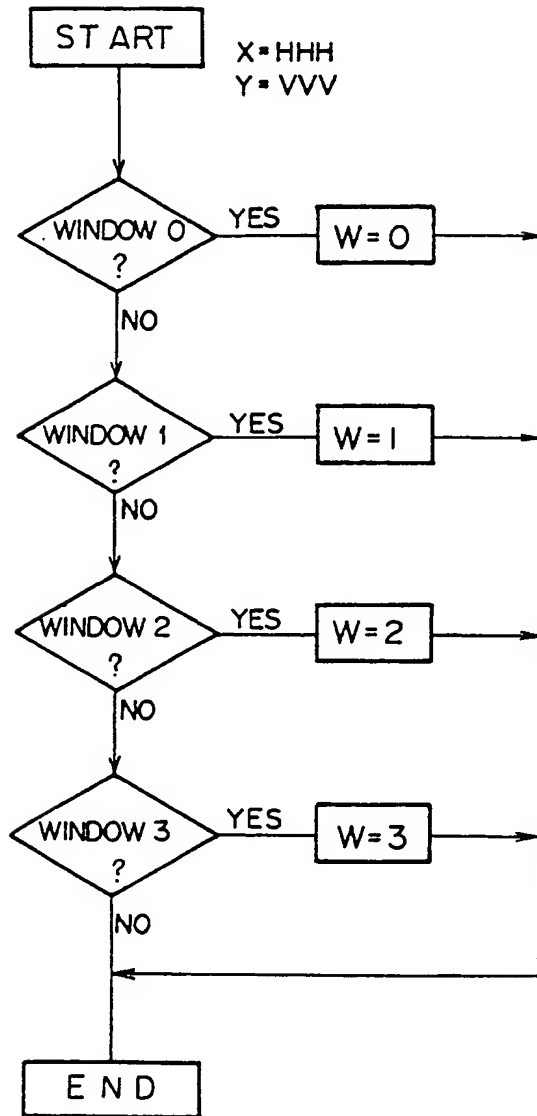 START
X=HHH
Y=VVV
WINDOW 0
?
YES
W=0
NO
WINDOW 1
?
YES
W=1
NO
WINDOW 2
?
YES
W=2
NO
WINDOW 3
?
YES
W=3
NO
END